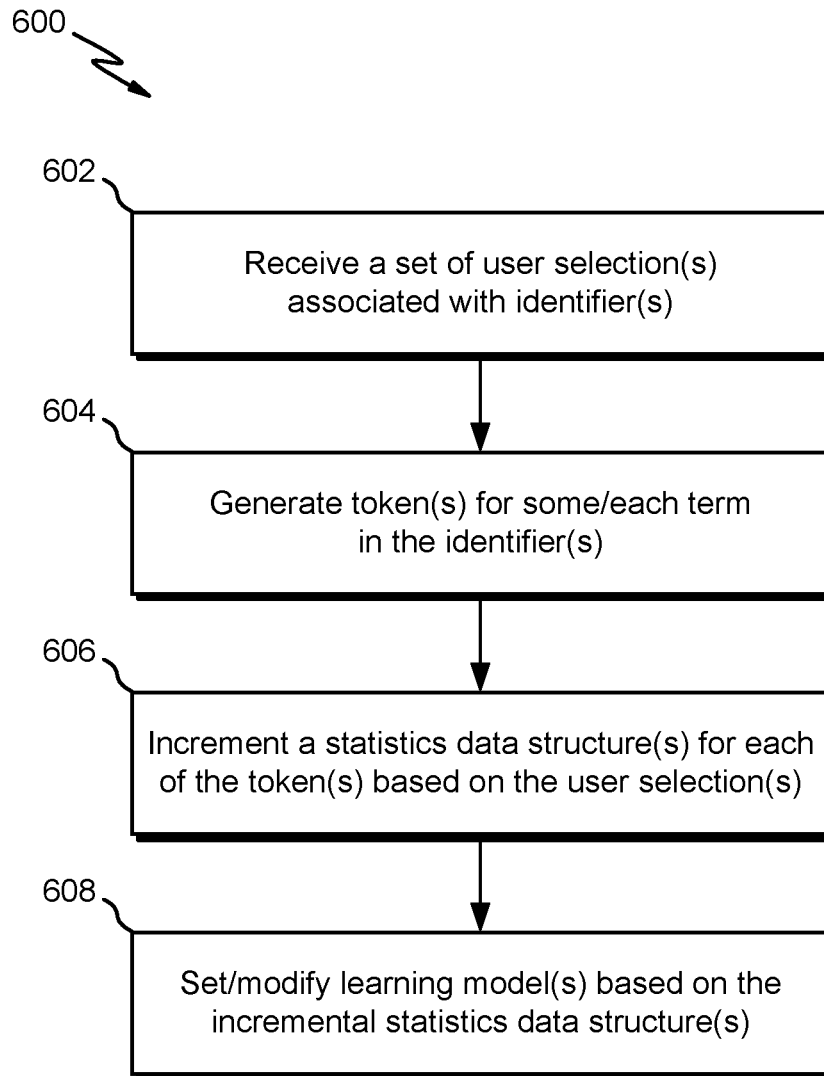 600
602
Receive a set of user selection(s)
associated with identifier(s)
604
Generate token(s) for some/each term
in the identifier(s)
606
Increment a statistics data structure(s) for each
of the token(s) based on the user selection(s)
608
Set/modify learning model(s) based on the
incremental statistics data structure(s)